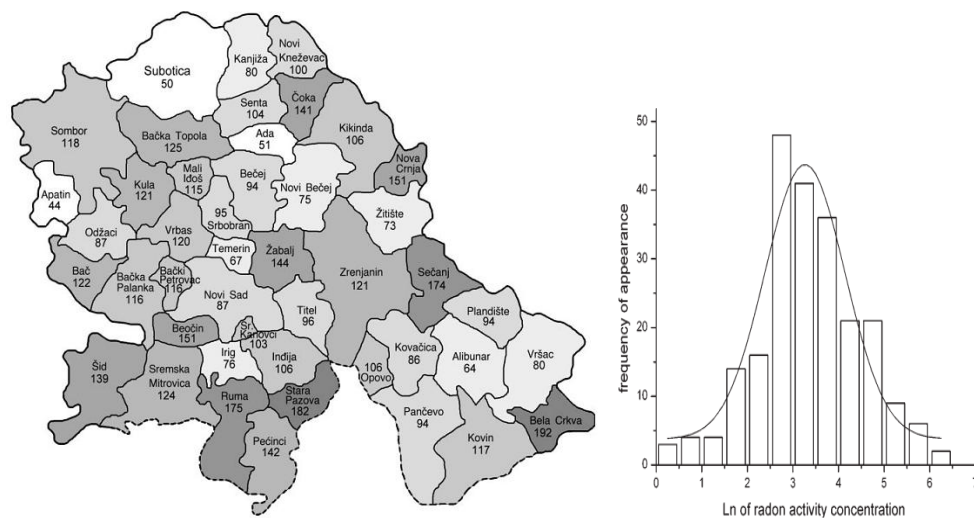 Subotica
50
Kanjiža
80
Novi
Kneževac
100
Senta
104
Čoka
141
Sombor
118
Bačka Topola
125
Ada
51
Kikinda
106
Mali
Iđoš
115
Bečej
94
Novi Bečej
75
Nova
Crnja
151
Apatin
44
Kula
121
95
Srbobran
Žitište
73
Odžaci
87
Vrbas
120
Temerin
67
Žabalj
144
Zrenjanin
121
Sečanj
174
Bač
122
Bačka
Palanka
116
Bački
Petrovac
116
Novi Sad
87
Titel
96
Plandište
94
Beočin
151
Sr.
Karlovci
103
Kovačica
86
Alibunar
64
Vršac
80
Šid
139
Sremska
Mitrovica
124
Irig
76
Inđija
106
106
Opovo
Ruma
175
Stara
Pazova
182
Pančevo
94
Bela Crkva
192
Pećinci
142
Kovin
117
frequency of appearance
50
40
30
20
10
0
0 1 2 3 4 5 6 7
Ln of radon activity concentration